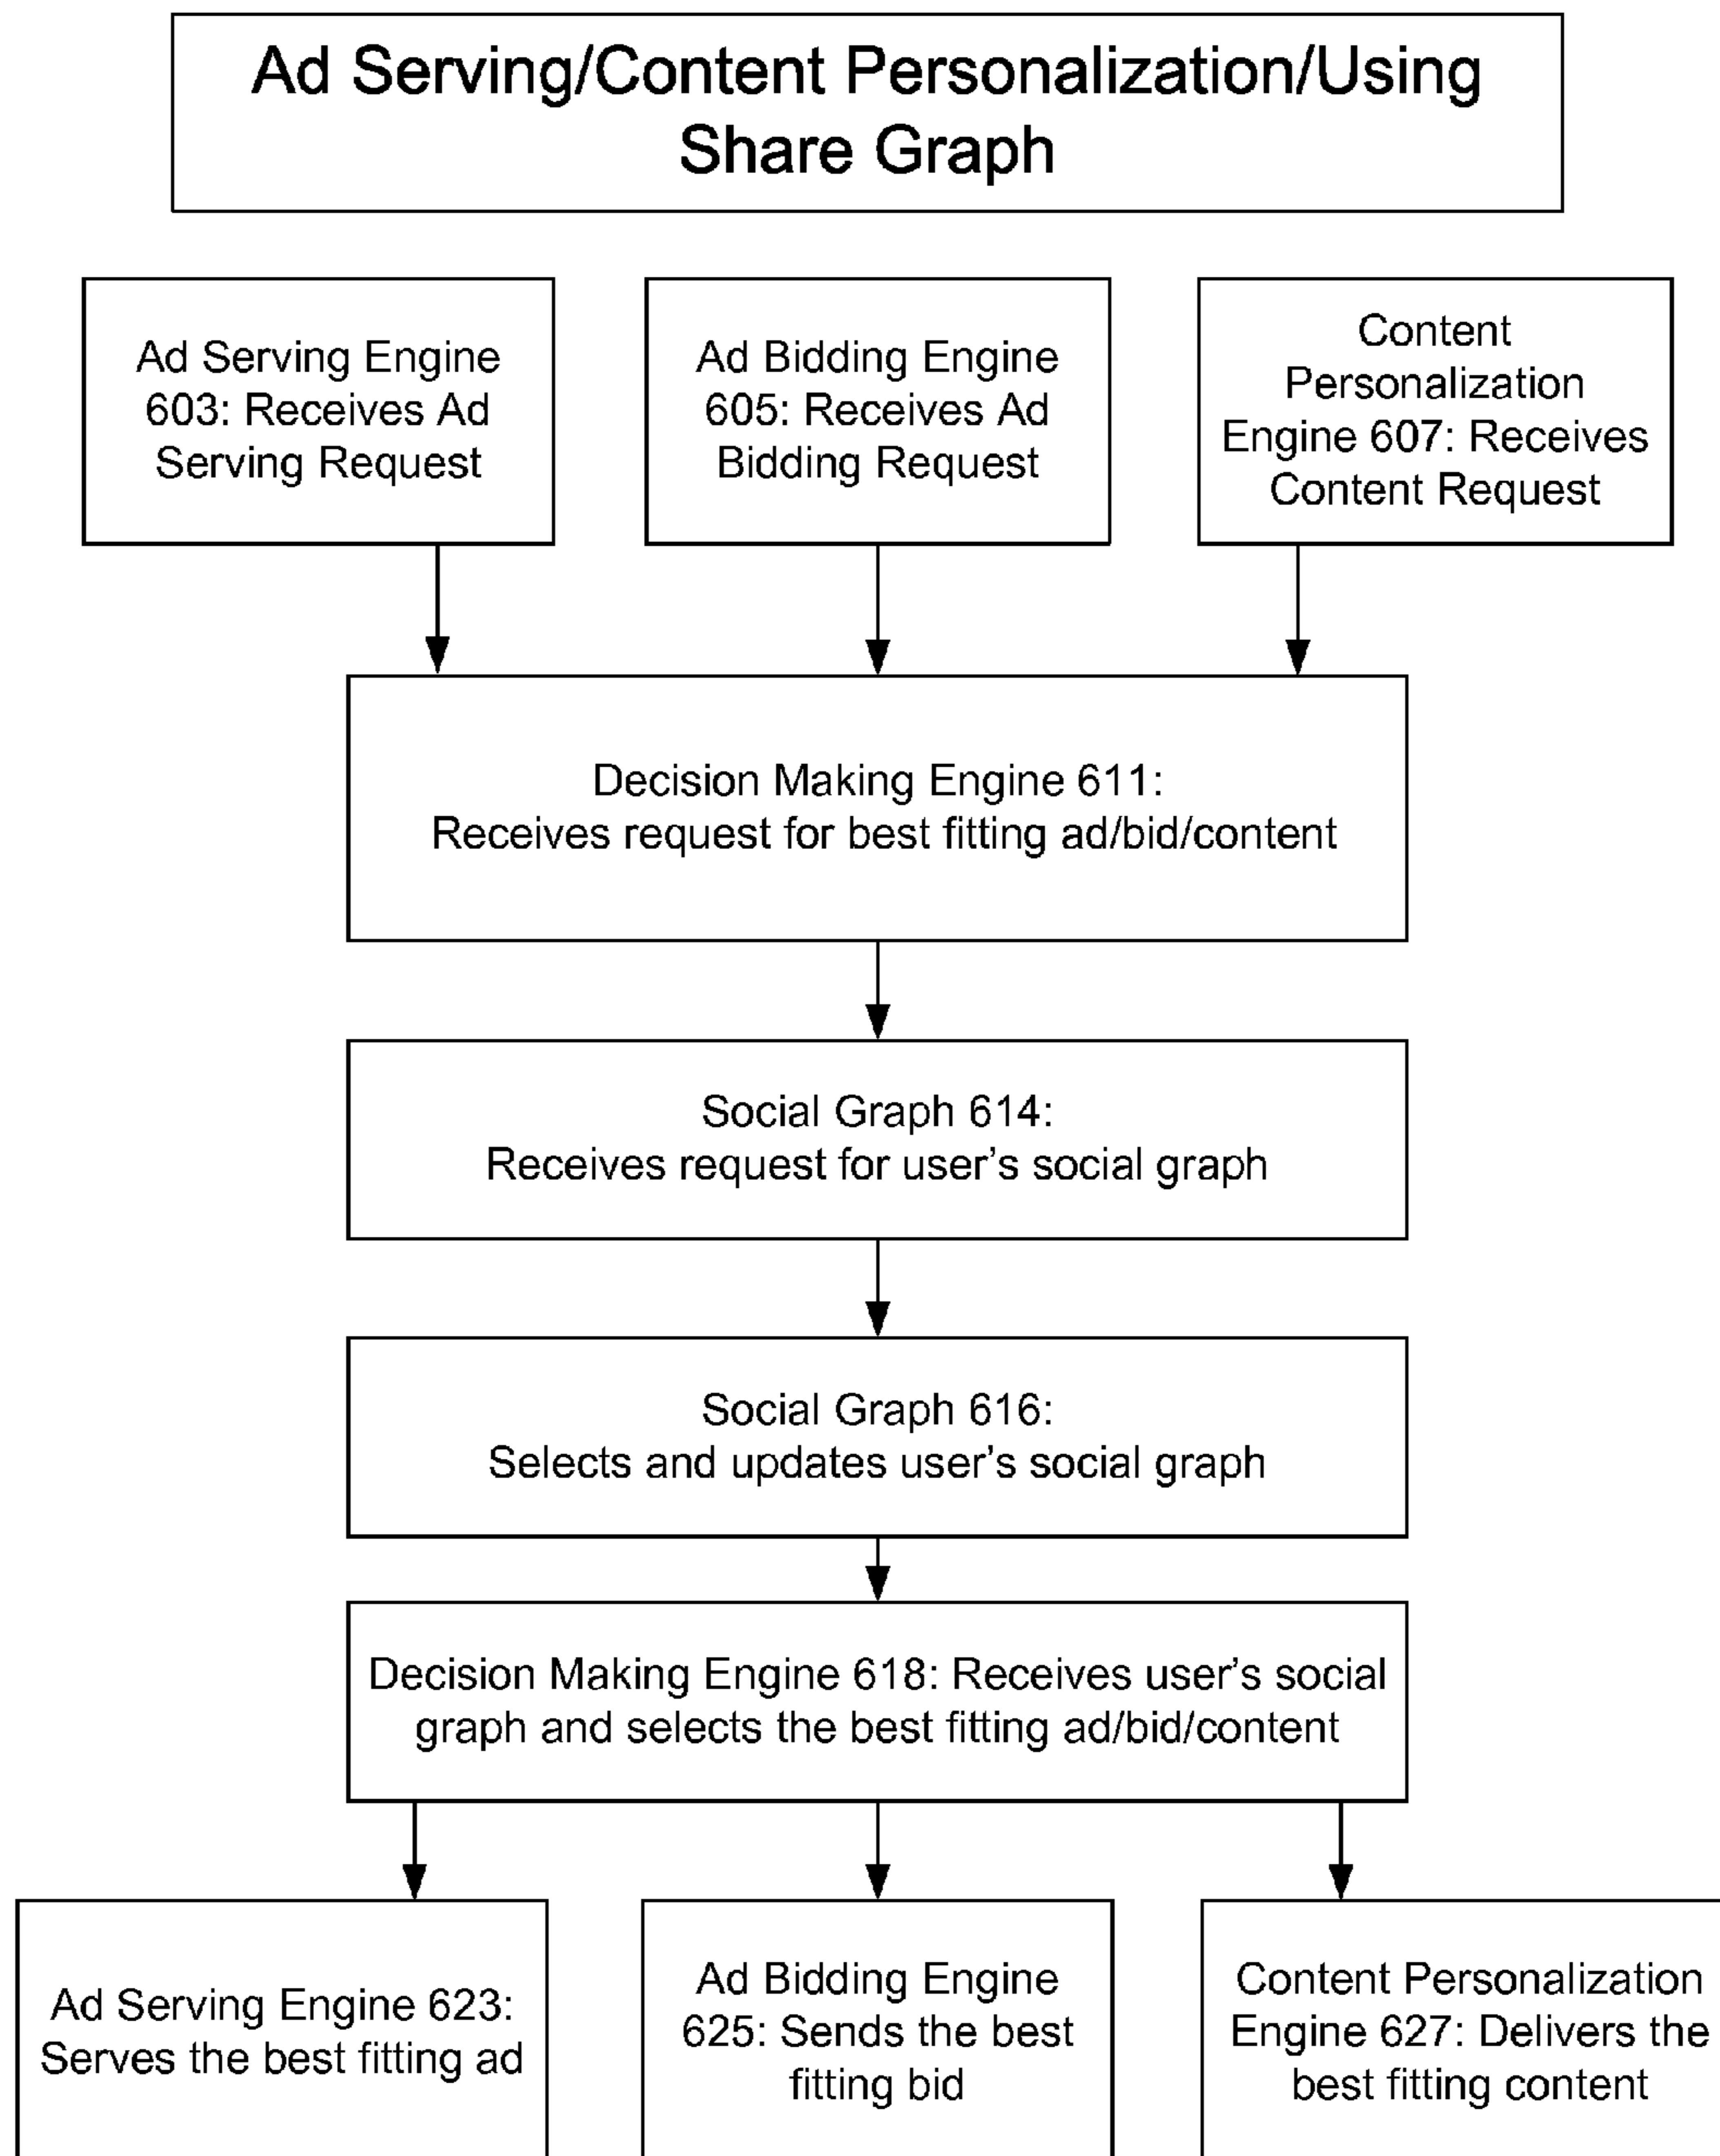 Ad Serving/Content Personalization/Using
Share Graph
Ad Serving Engine
603: Receives Ad
Serving Request
Ad Bidding Engine
605: Receives Ad
Bidding Request
Content
Personalization
Engine 607: Receives
Content Request
Decision Making Engine 611:
Receives request for best fitting ad/bid/content
Social Graph 614:
Receives request for user's social graph
Social Graph 616:
Selects and updates user's social graph
Decision Making Engine 618: Receives user's social
graph and selects the best fitting ad/bid/content
Ad Serving Engine 623:
Serves the best fitting ad
Ad Bidding Engine
625: Sends the best
fitting bid
Content Personalization
Engine 627: Delivers the
best fitting content